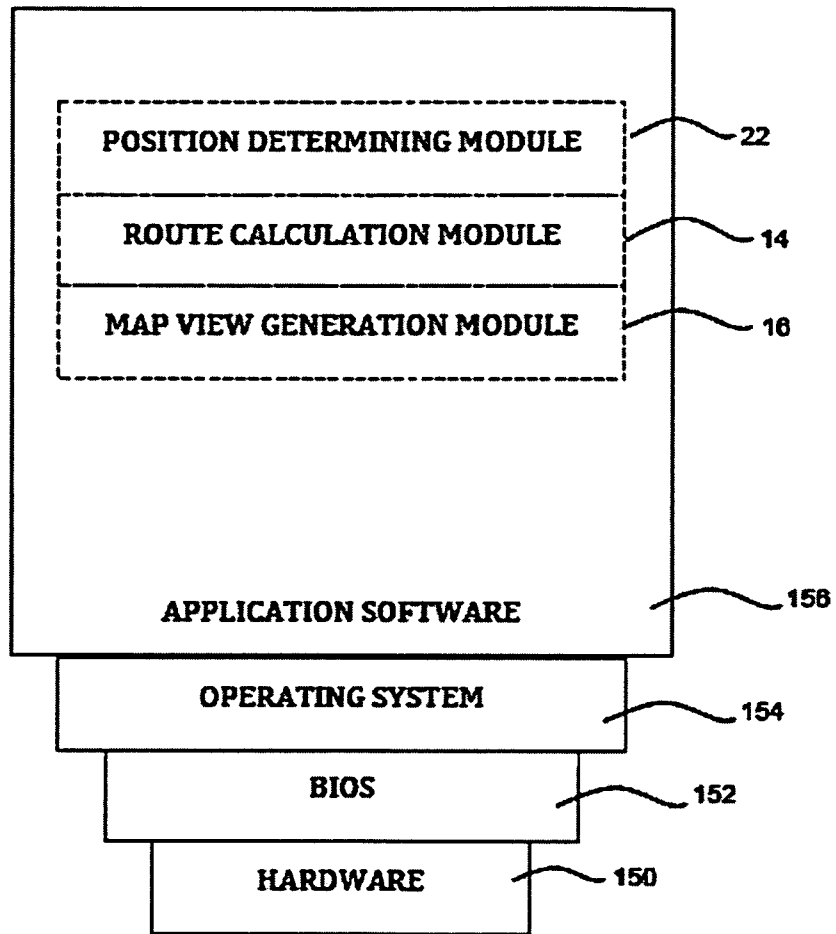 POSITION DETERMINING MODULE
22
ROUTE CALCULATION MODULE
14
MAP VIEW GENERATION MODULE
16
APPLICATION SOFTWARE
156
OPERATING SYSTEM
154
BIOS
152
HARDWARE
150